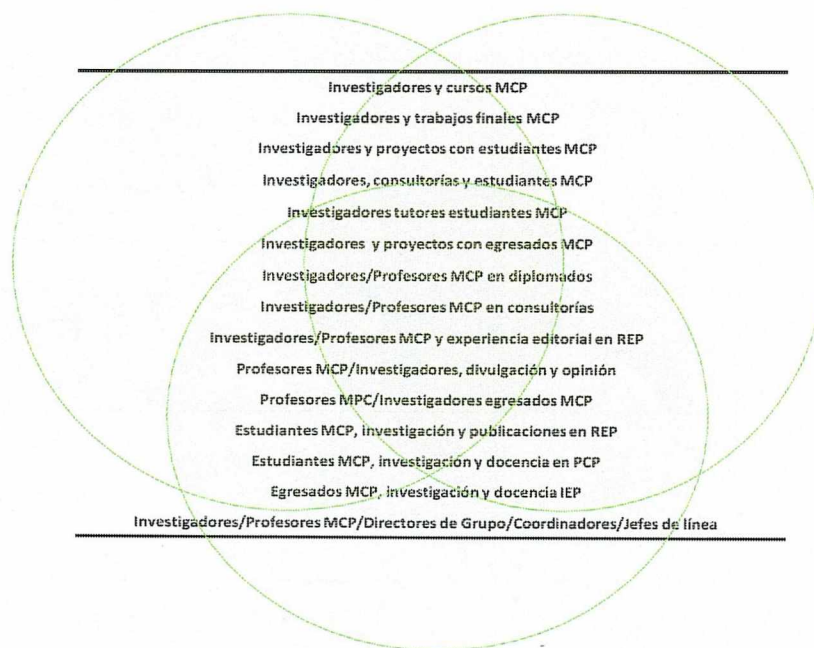 Investigadores y cursos MCP
Investigadores y trabajos finales MCP
Investigadores y proyectos con estudiantes MCP
Investigadores, consultorías y estudiantes MCP
Investigadores tutores estudiantes MCP
Investigadores y proyectos con egresados MCP
Investigadores/Profesores MCP en diplomados
Investigadores/Profesores MCP en consultorías
Investigadores/Profesores MCP y experiencia editorial en REP
Profesores MCP/Investigadores, divulgación y opinión
Profesores MPC/Investigadores egresados MCP
Estudiantes MCP, investigación y publicaciones en REP
Estudiantes MCP, investigación y docencia en PCP
Egresados MCP, investigación y docencia IEP
Investigadores/Profesores MCP/Directores de Grupo/Coordinadores/Jefes de línea